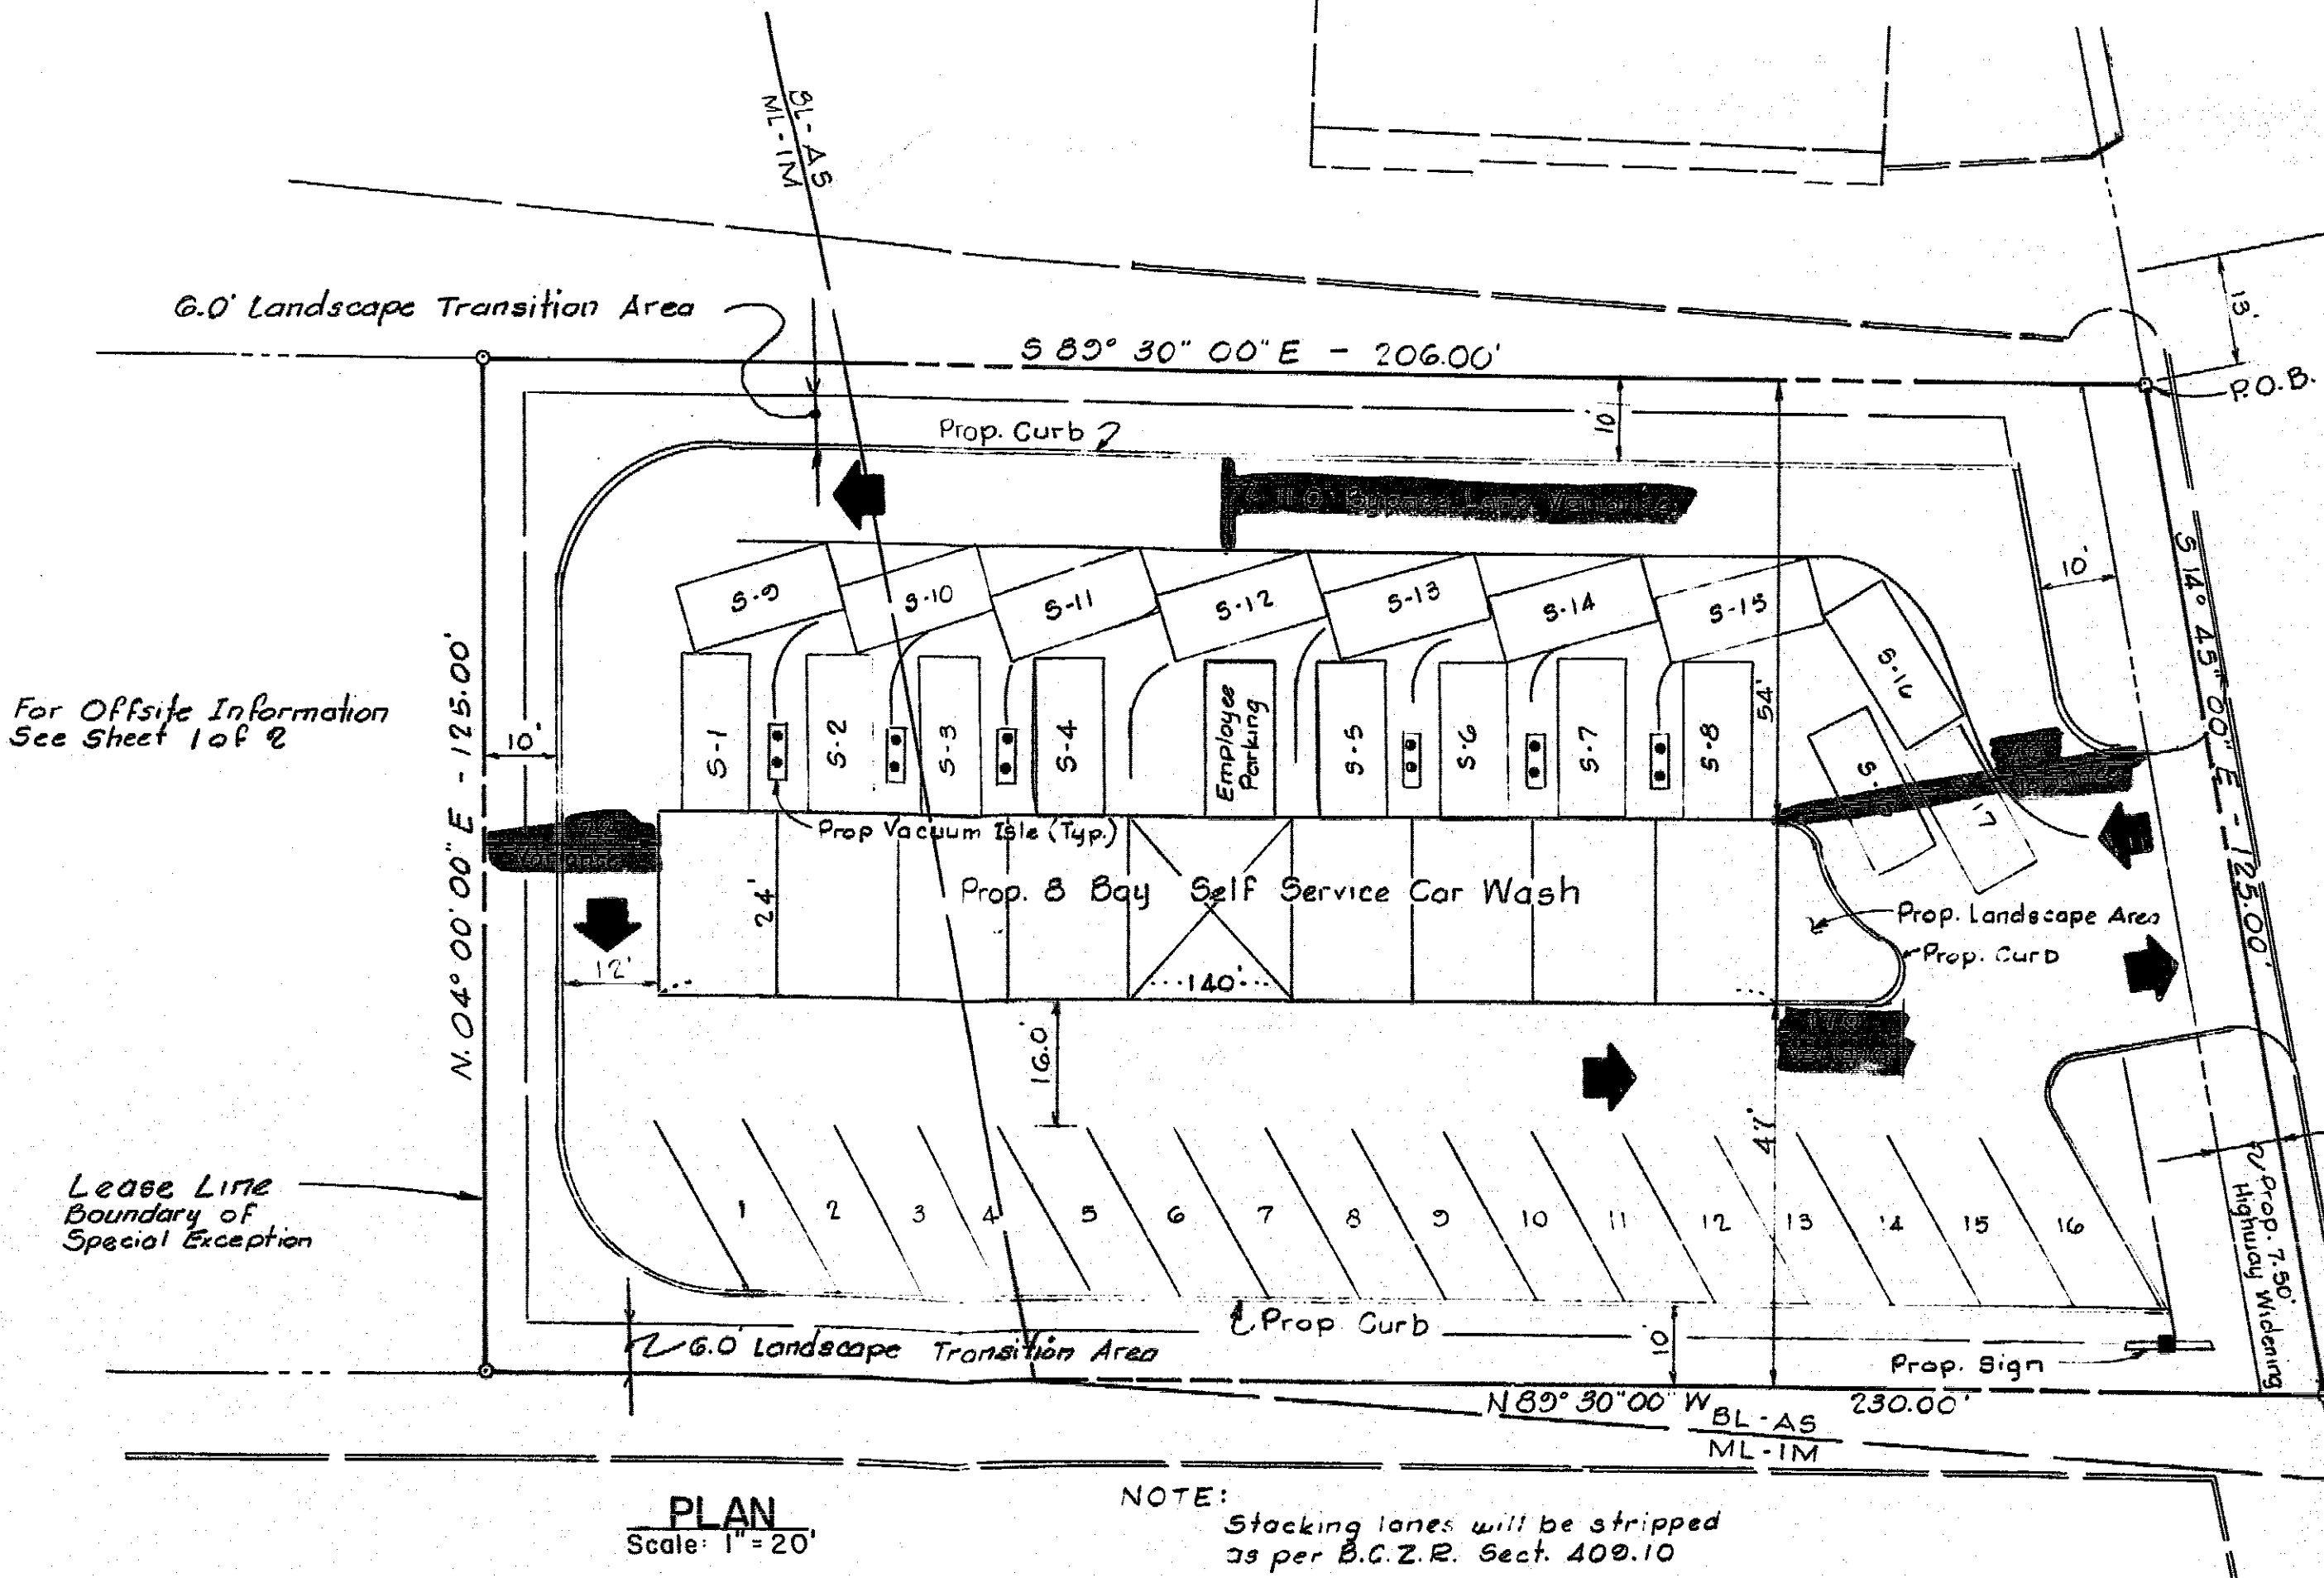 BL-AS
ML-IM
6.0' Landscape Transition Area
S 89° 30" 00" E - 206.00'
13'
P.O.B.
Prop. Curb
10'
Bypass Lane Variance
S 14° 45" 00" E - 125.00'
10'
S-9
S-10
S-11
S-12
S-13
S-14
S-15
S-16
S-1
S-2
S-3
S-4
Employee
Parking
S-5
S-6
S-7
S-8
54'
17
For Offsite Information
See Sheet 1 of 2
N. 04° 00' 00" E - 125.00'
10'
Prop Vacuum Isle (Typ.)
Variance
24'
Prop. 8 Bay Self Service Car Wash
Prop. Landscape Area
Prop. Curb
12'
140'
16.0'
47'
Lease Line
Boundary of
Special Exception
1
2
3
4
5
6
7
8
9
10
11
12
13
14
15
16
Prop. 7.50'
Highway Widening
Prop Curb
6.0' Landscape Transition Area
10'
Prop. Sign
N 89° 30" 00" W 230.00'
BL-AS
ML-IM
PLAN
Scale: 1" = 20'
NOTE:
Stacking lanes will be stripped
as per B.C.Z.R. Sect. 409.10